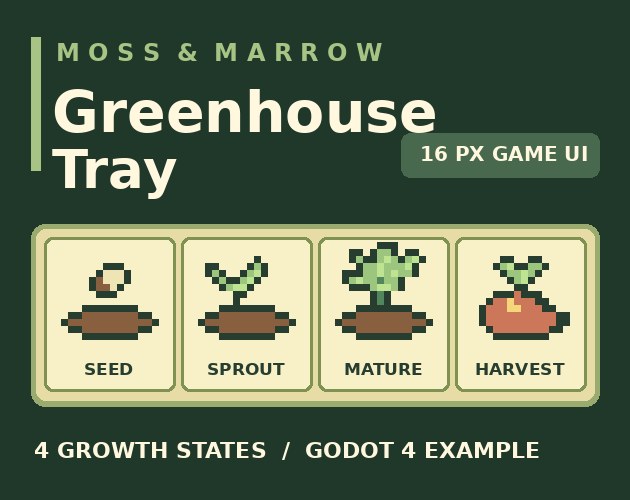 MOSS & MARROW
Greenhouse
Tray
16 PX GAME UI
SEED
SPROUT
MATURE
HARVEST
4 GROWTH STATES / GODOT 4 EXAMPLE